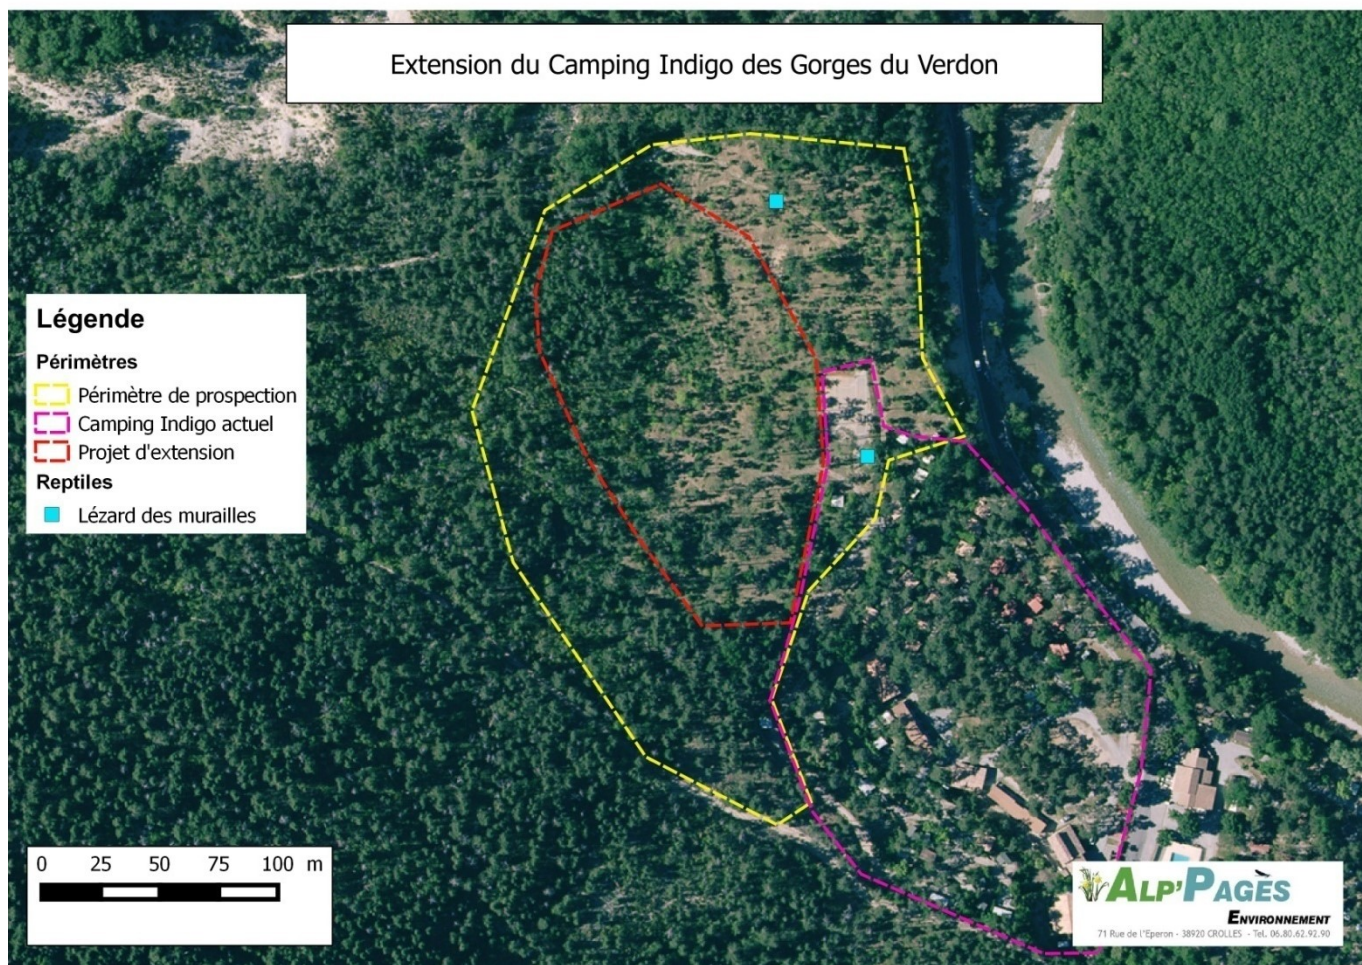 Extension du Camping Indigo des Gorges du Verdon
Légende
Périmètres
Périmètre de prospection
Camping Indigo actuel
Projet d'extension
Reptiles
Lézard des murailles
0 25 50 75 100 m
ALP'PAGÈS
ENVIRONNEMENT
71 Rue de l'Eperon - 38920 CROLLES - Tel. 06.80.62.92.90